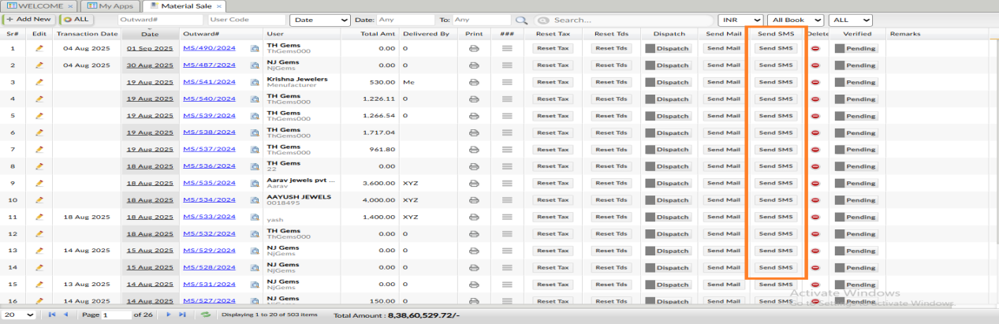 WELCOME × My Apps Material Sale ×
+ Add New ALL Outward# User Code Date Date: Any To: Any Search... INR All Book ALL
Sr# Edit Transaction Date Date Outward# User Total Amt Delivered By Print ### Reset Tax Reset Tds Dispatch Send Mail Send SMS Delete Verified Remarks
1 04 Aug 2025 01 Sep 2025 MS/490/2024 TH Gems 0.00 0 Reset Tax Reset Tds Dispatch Send Mail Send SMS Pending
ThGems000
2 04 Aug 2025 30 Aug 2025 MS/487/2024 NJ Gems 0.00 0 Reset Tax Reset Tds Dispatch Send Mail Send SMS Pending
NjGems
3 19 Aug 2025 MS/541/2024 Krishna Jewelers 530.00 Me Reset Tax Reset Tds Dispatch Send Mail Send SMS Pending
Menufacturer
4 19 Aug 2025 MS/540/2024 TH Gems 1,226.11 0 Reset Tax Reset Tds Dispatch Send Mail Send SMS Pending
ThGems000
5 19 Aug 2025 MS/539/2024 TH Gems 1,266.54 0 Reset Tax Reset Tds Dispatch Send Mail Send SMS Pending
ThGems000
6 19 Aug 2025 MS/538/2024 TH Gems 1,717.04 Reset Tax Reset Tds Dispatch Send Mail Send SMS Pending
ThGems000
7 19 Aug 2025 MS/537/2024 TH Gems 961.80 Reset Tax Reset Tds Dispatch Send Mail Send SMS Pending
ThGems000
8 18 Aug 2025 MS/536/2024 TH Gems 0.00 Reset Tax Reset Tds Dispatch Send Mail Send SMS Pending
22
9 18 Aug 2025 MS/535/2024 Aarav jewels pvt ... 3,600.00 XYZ Reset Tax Reset Tds Dispatch Send Mail Send SMS Pending
Aarav
10 18 Aug 2025 MS/534/2024 AAYUSH JEWELS 4,000.00 XYZ Reset Tax Reset Tds Dispatch Send Mail Send SMS Pending
0018495
11 18 Aug 2025 18 Aug 2025 MS/533/2024 1,400.00 XYZ Reset Tax Reset Tds Dispatch Send Mail Send SMS Pending
yash
12 18 Aug 2025 MS/532/2024 TH Gems 0.00 0 Reset Tax Reset Tds Dispatch Send Mail Send SMS Pending
ThGems000
13 14 Aug 2025 15 Aug 2025 MS/529/2024 NJ Gems 0.00 0 Reset Tax Reset Tds Dispatch Send Mail Send SMS Pending
NjGems
14 15 Aug 2025 MS/528/2024 NJ Gems 0.00 0 Reset Tax Reset Tds Dispatch Send Mail Send SMS Pending
NjGems
15 13 Aug 2025 14 Aug 2025 MS/531/2024 NJ Gems 0.00 0 Reset Tax Reset Tds Dispatch Send Mail Send SMS Pending
NjGems
16 14 Aug 2025 14 Aug 2025 MS/527/2024 NJ Gems 150.00 0 Reset Tax Reset Tds Dispatch Send Mail Send SMS Pending
Activate Windows
Go to Settings to activate Windows.
20 Page 1 of 26 Displaying 1 to 20 of 503 items Total Amount : 8,38,60,529.72/-